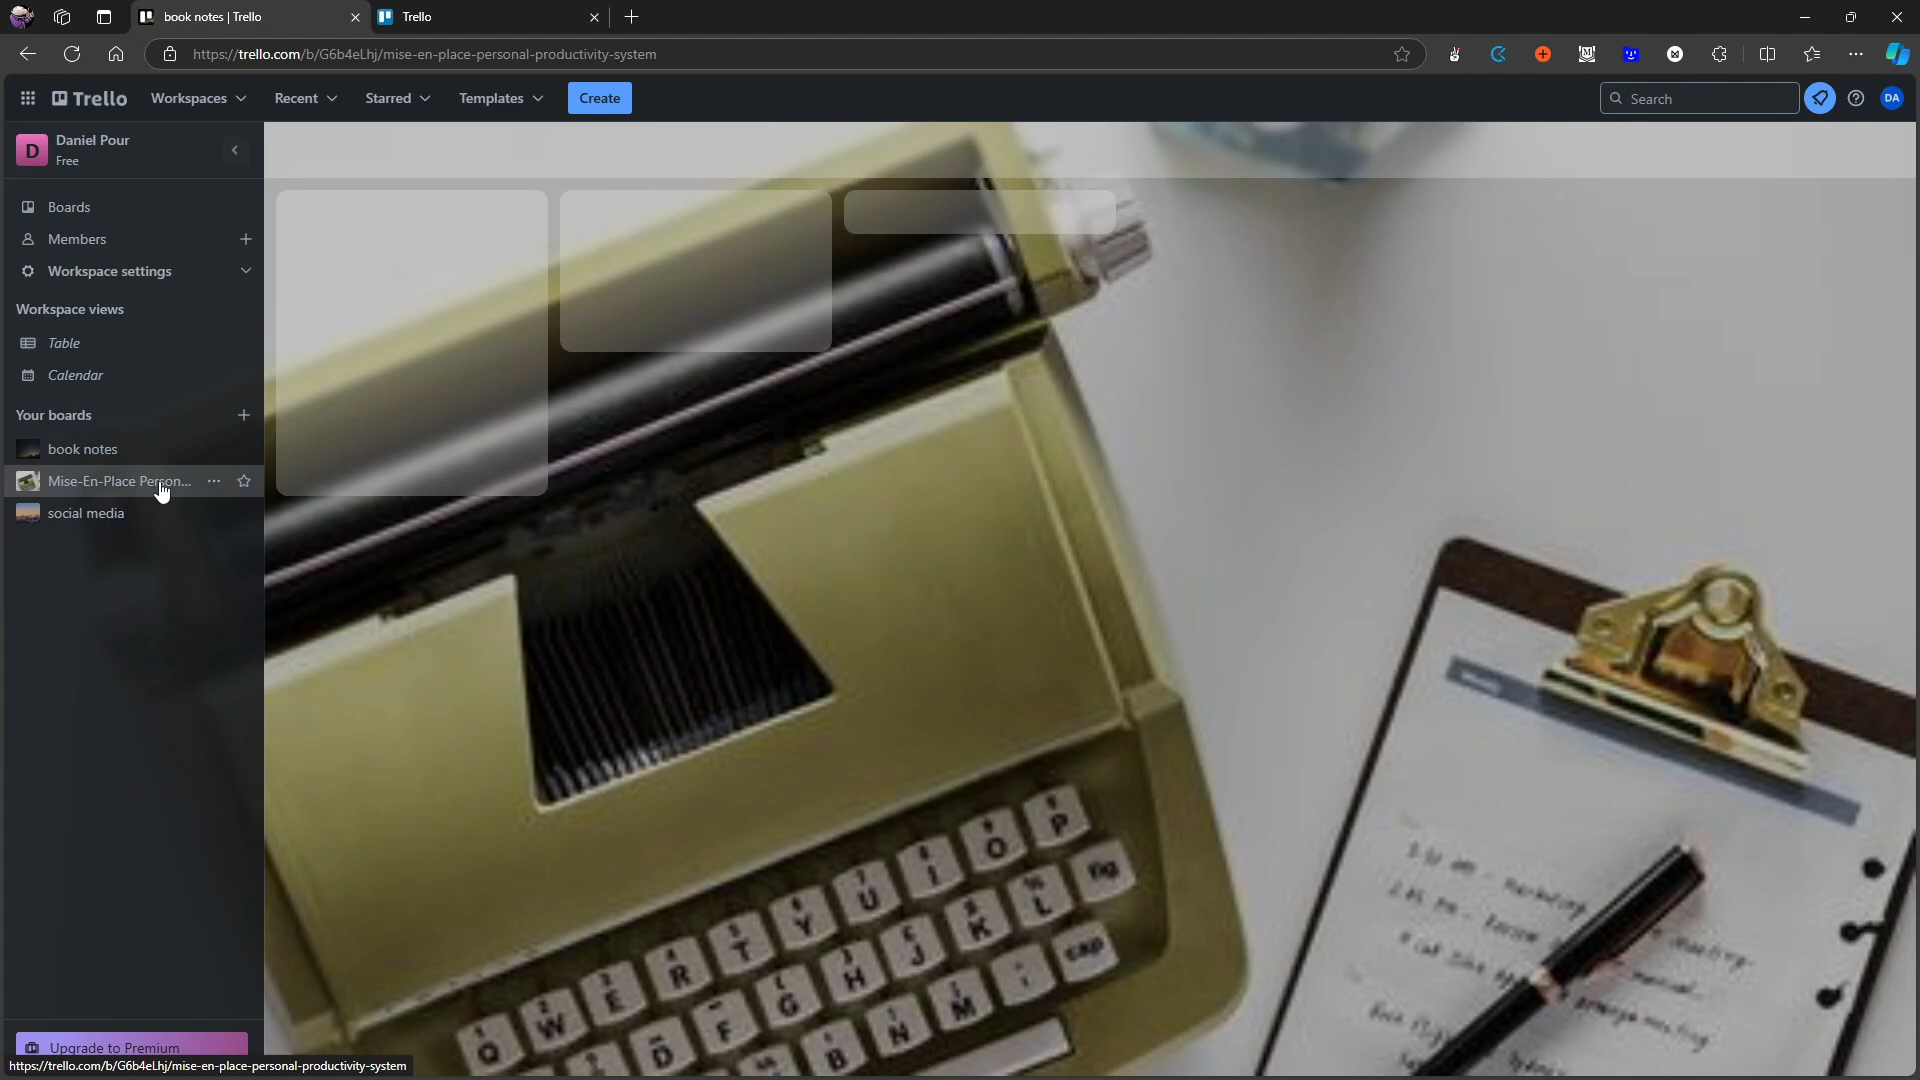 book notes | Trello
Trello
https://trello.com/b/G6b4eLhj/mise-en-place-personal-productivity-system
Trello
Workspaces
Recent
Starred
Templates
Create
Search
DA
D
Daniel Pour
Free
Boards
Members
Workspace settings
Workspace views
Table
Calendar
Your boards
book notes
Mise-En-Place Person...
social media
Upgrade to Premium
https://trello.com/b/G6b4eLhj/mise-en-place-personal-productivity-system
Q W E R T Y U I O P
D F G H J K L
B N M
cap